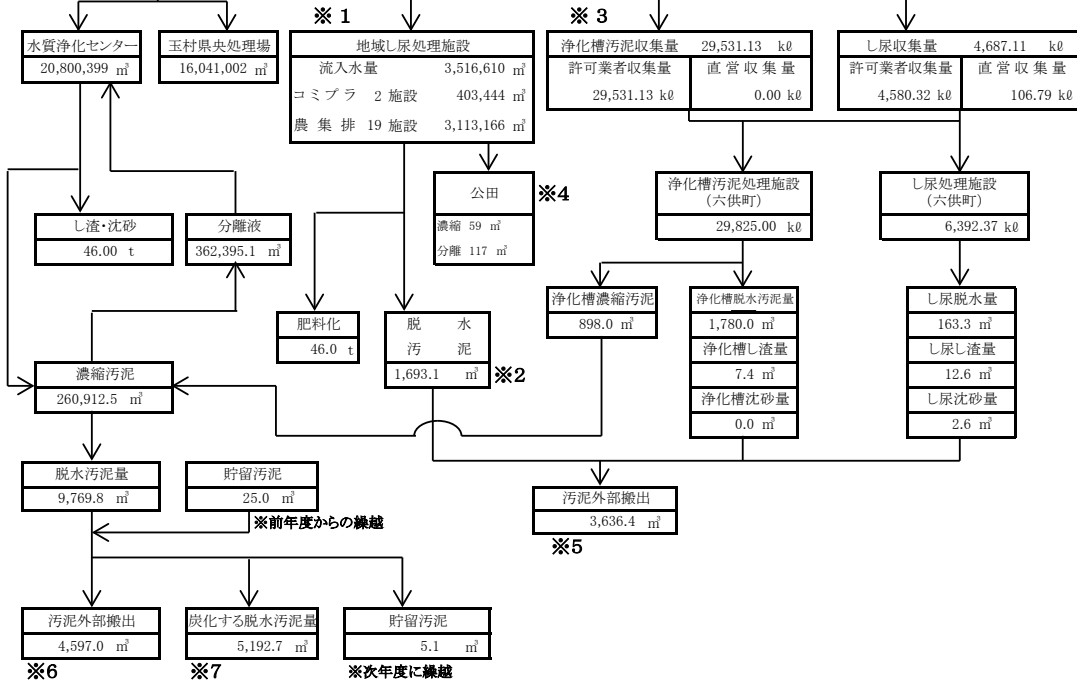 ※１
※３
水質浄化センター
20,800,399 ㎥
玉村県央処理場
16,041,002 ㎥
地域し尿処理施設
流入水量 3,516,610 ㎥
コミプラ 2 施設 403,444 ㎥
農 集 排 19 施設 3,113,166 ㎥
浄化槽汚泥収集量 29,531.13 kℓ
許可業者収集量 直営収集量
29,531.13 kℓ 0.00 kℓ
し尿収集量 4,687.11 kℓ
許可業者収集量 直営収集量
4,580.32 kℓ 106.79 kℓ
公田
濃縮 59 ㎥
分離 117 ㎥
※4
浄化槽汚泥処理施設
（六供町）
29,825.00 kℓ
し尿処理施設
（六供町）
6,392.37 kℓ
し渣・沈砂
46.00 t
分離液
362,395.1 ㎥
肥料化
46.0 t
脱 水
汚 泥
1,693.1 ㎥
※2
浄化槽濃縮汚泥
898.0 ㎥
浄化槽脱水汚泥量
1,780.0 ㎥
浄化槽し渣量
7.4 ㎥
浄化槽沈砂量
0.0 ㎥
し尿脱水量
163.3 ㎥
し尿し渣量
12.6 ㎥
し尿沈砂量
2.6 ㎥
濃縮汚泥
260,912.5 ㎥
脱水汚泥量
9,769.8 ㎥
貯留汚泥
25.0 ㎥
※前年度からの繰越
汚泥外部搬出
3,636.4 ㎥
※5
汚泥外部搬出
4,597.0 ㎥
※6
炭化する脱水汚泥量
5,192.7 ㎥
※7
貯留汚泥
5.1 ㎥
※次年度に繰越